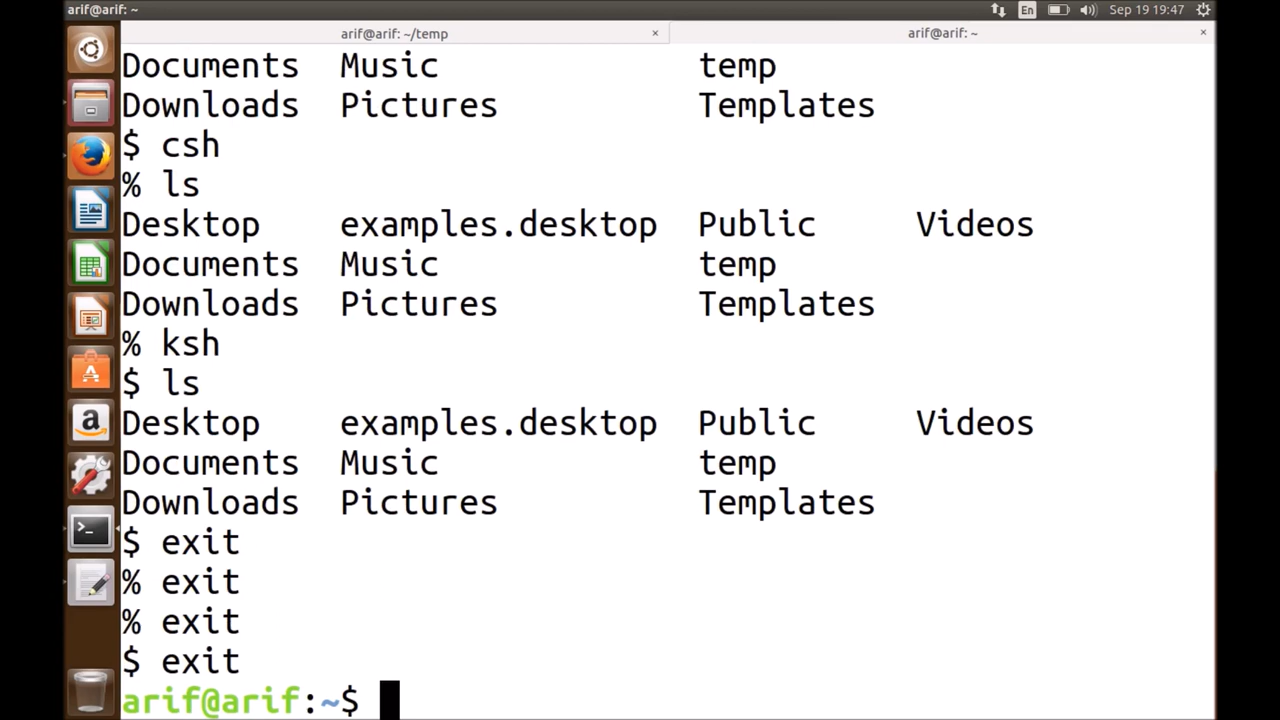 arif@arif: ~ En Sep 19 19:47
arif@arif: ~/temp × arif@arif: ~ ×
Documents Music temp
Downloads Pictures Templates
$ csh
% ls
Desktop examples.desktop Public Videos
Documents Music temp
Downloads Pictures Templates
% ksh
$ ls
Desktop examples.desktop Public Videos
Documents Music temp
Downloads Pictures Templates
$ exit
% exit
% exit
$ exit
arif@arif:~$